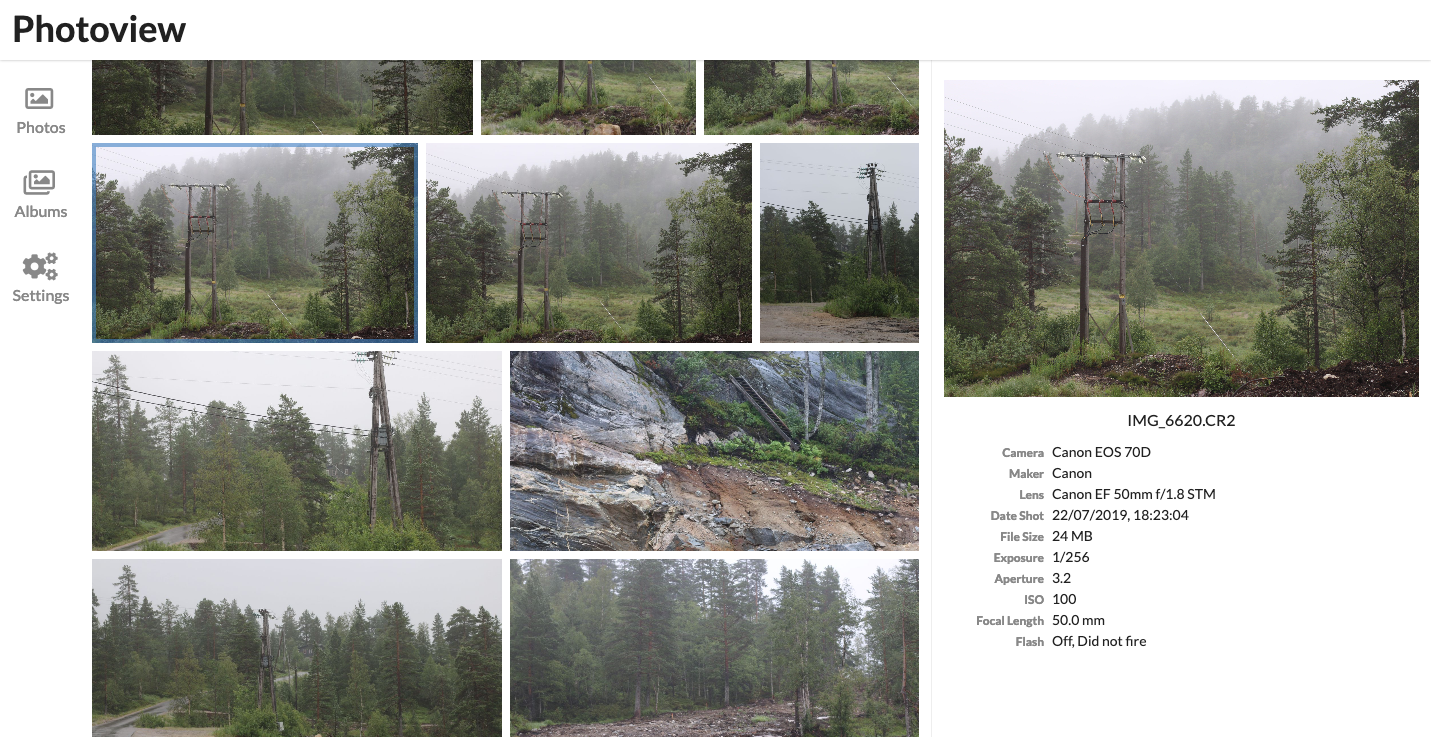 Photoview
Photos
Albums
Settings
IMG_6620.CR2
Camera Canon EOS 70D
Maker Canon
Lens Canon EF 50mm f/1.8 STM
Date Shot 22/07/2019, 18:23:04
File Size 24 MB
Exposure 1/256
Aperture 3.2
ISO 100
Focal Length 50.0 mm
Flash Off, Did not fire